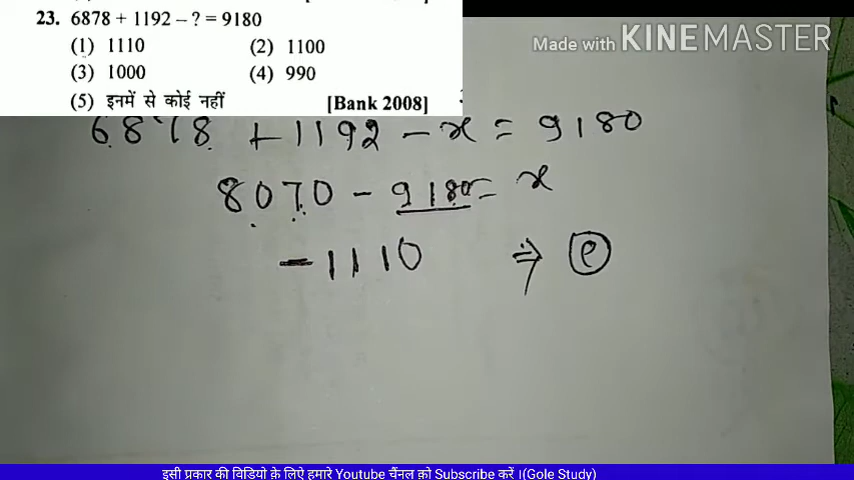 23. 6878 + 1192 – ? = 9180
(1) 1110 (2) 1100
(3) 1000 (4) 990
(5) इनमें से कोई नहीं [Bank 2008]
Made with KINEMASTER
6878 + 1192 - x = 9180
8070 - 9180 = x
-1110 ⇒ (e)
इसी प्रकार की विडियो क़े लिऐ हमारे Youtube चैंनल क़ो Subscribe करें ।(Gole Study)